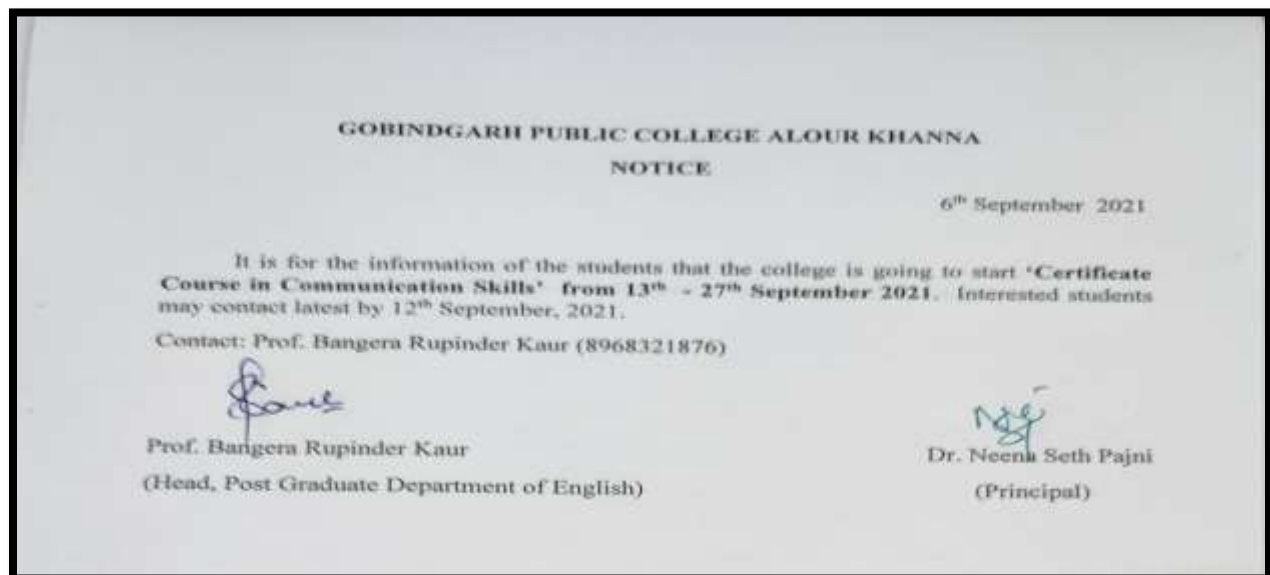 GOBINDGARH PUBLIC COLLEGE ALOUR KHANNA
NOTICE
6th September 2021
It is for the information of the students that the college is going to start 'Certificate
Course in Communication Skills' from 13th - 27th September 2021. Interested students
may contact latest by 12th September, 2021.
Contact: Prof. Bangera Rupinder Kaur (8968321876)
Prof. Bangera Rupinder Kaur
(Head, Post Graduate Department of English)
Dr. Neena Seth Pajni
(Principal)